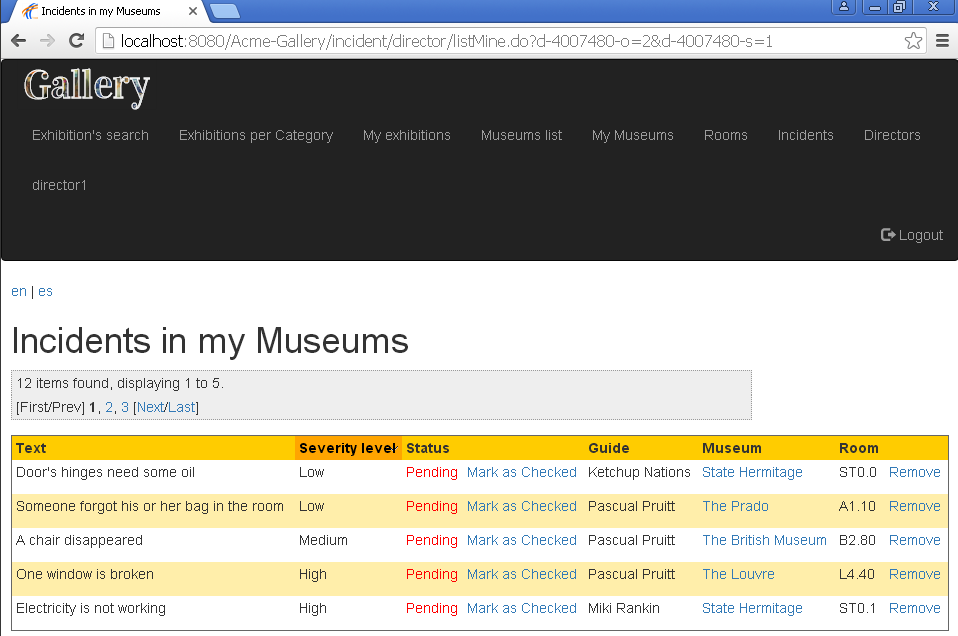 Incidents in my Museums
localhost:8080/Acme-Gallery/incident/director/listMine.do?d-4007480-o=2&d-4007480-s=1
Gallery
Exhibition's search Exhibitions per Category My exhibitions Museums list My Museums Rooms Incidents Directors
director1
Logout
en | es
Incidents in my Museums
12 items found, displaying 1 to 5.
[First/Prev] 1, 2, 3 [Next/Last]
Text Severity level Status Guide Museum Room
Door's hinges need some oil Low Pending Mark as Checked Ketchup Nations State Hermitage ST0.0 Remove
Someone forgot his or her bag in the room Low Pending Mark as Checked Pascual Pruitt The Prado A1.10 Remove
A chair disappeared Medium Pending Mark as Checked Pascual Pruitt The British Museum B2.80 Remove
One window is broken High Pending Mark as Checked Pascual Pruitt The Louvre L4.40 Remove
Electricity is not working High Pending Mark as Checked Miki Rankin State Hermitage ST0.1 Remove